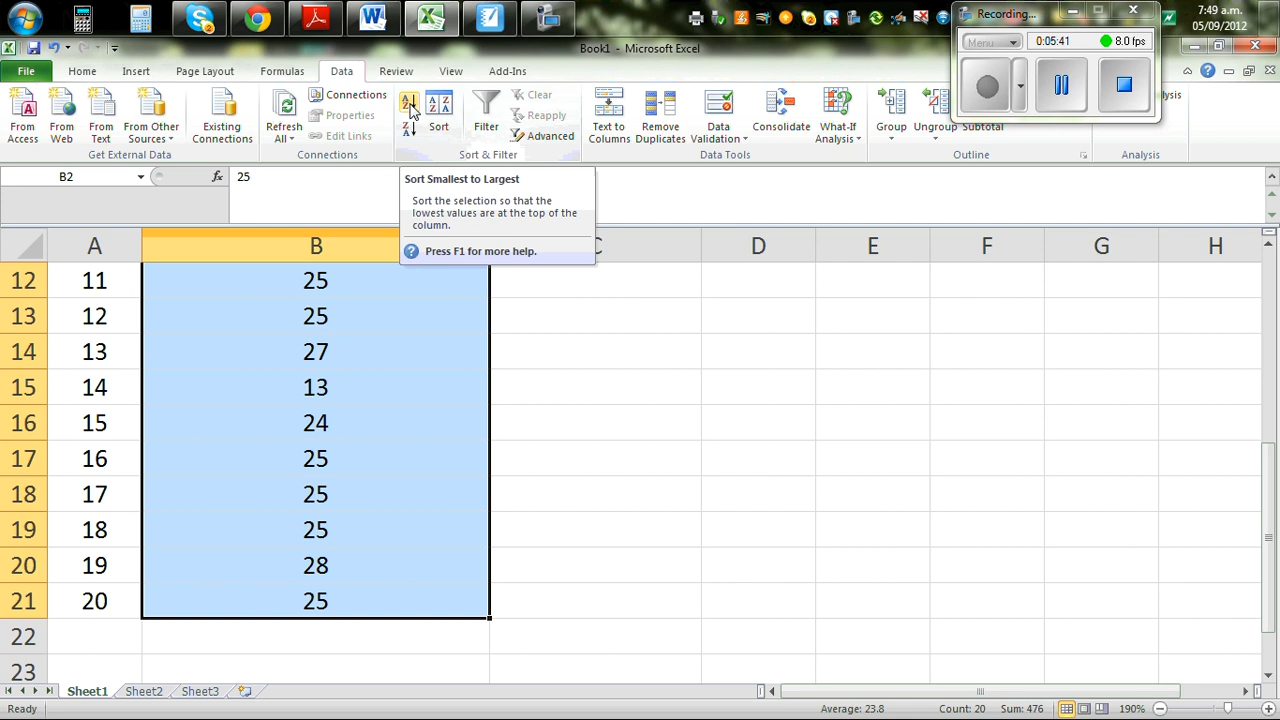 Recording...
7:49 a.m.
05/09/2012
Menu
0:05:41
8.0 fps
Book1 - Microsoft Excel
File
Home
Insert
Page Layout
Formulas
Data
Review
View
Add-Ins
From Access
From Web
From Text
From Other Sources
Existing Connections
Get External Data
Refresh All
Connections
Properties
Edit Links
Connections
Sort
Filter
Clear
Reapply
Advanced
Sort & Filter
Text to Columns
Remove Duplicates
Data Validation
Consolidate
What-If Analysis
Data Tools
Group
Ungroup
Subtotal
Outline
Analysis
B2
fx
25
Sort Smallest to Largest
Sort the selection so that the
lowest values are at the top of the
column.
Press F1 for more help.
A B C D E F G H
12 11 25
13 12 25
14 13 27
15 14 13
16 15 24
17 16 25
18 17 25
19 18 25
20 19 28
21 20 25
22
23
Sheet1 Sheet2 Sheet3
Ready
Average: 23.8 Count: 20 Sum: 476
190%